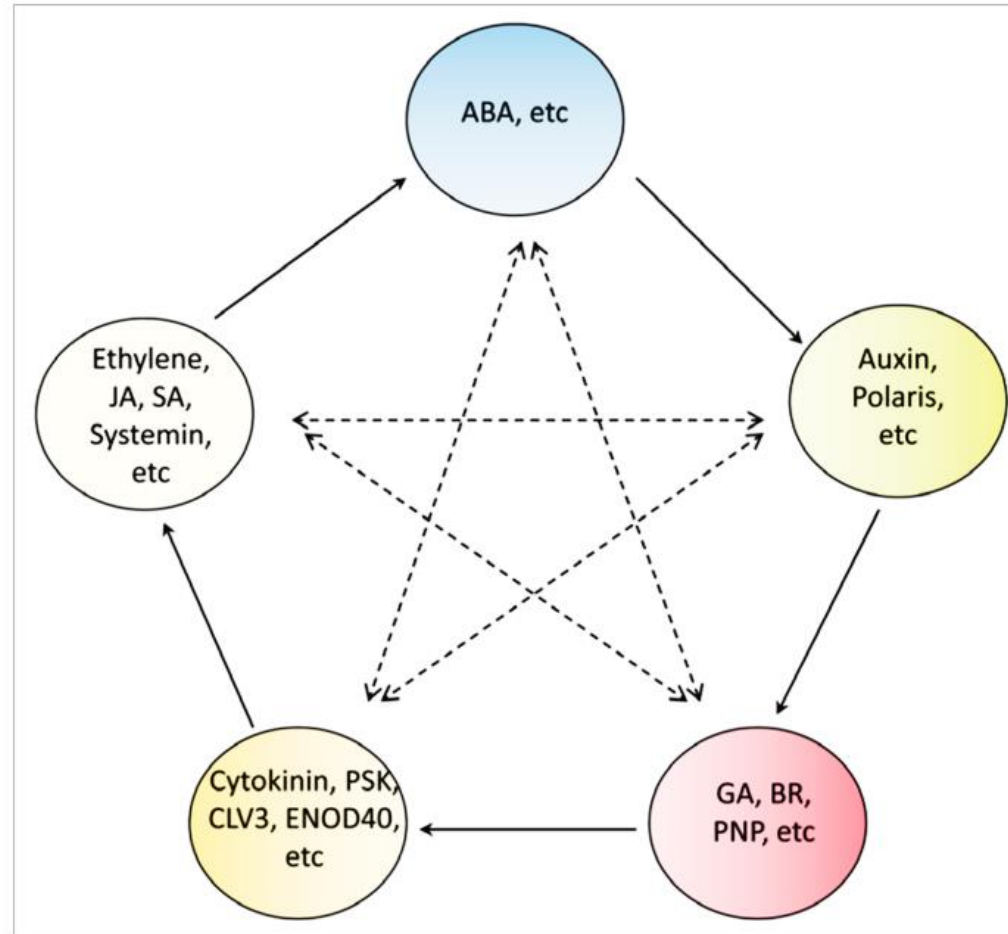 ABA, etc
Ethylene,
JA, SA,
Systemin,
etc
Auxin,
Polaris,
etc
Cytokinin, PSK,
CLV3, ENOD40,
etc
GA, BR,
PNP, etc